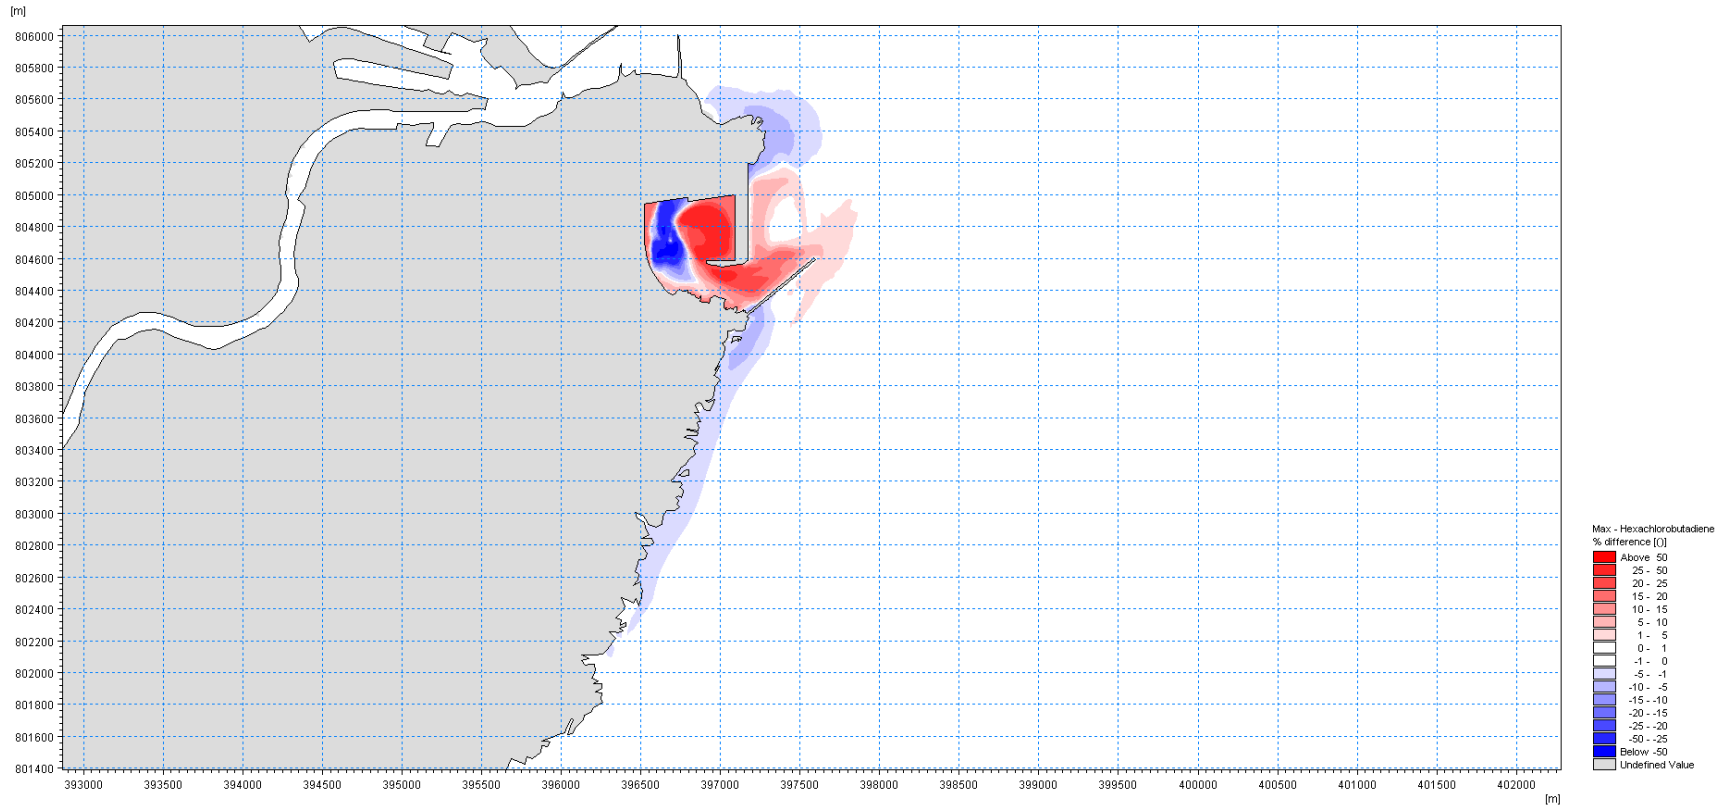 [m]
806000
805800
805600
805400
805200
805000
804800
804600
804400
804200
804000
803800
803600
803400
803200
803000
802800
802600
802400
802200
802000
801800
801600
801400
393000 393500 394000 394500 395000 395500 396000 396500 397000 397500 398000 398500 399000 399500 400000 400500 401000 401500 402000
[m]
Max - Hexachlorobutadiene
% difference [()]
Above 50
25 - 50
20 - 25
15 - 20
10 - 15
5 - 10
1 - 5
0 - 1
-1 - 0
-5 - -1
-10 - -5
-15 - -10
-20 - -15
-25 - -20
-50 - -25
Below -50
Undefined Value